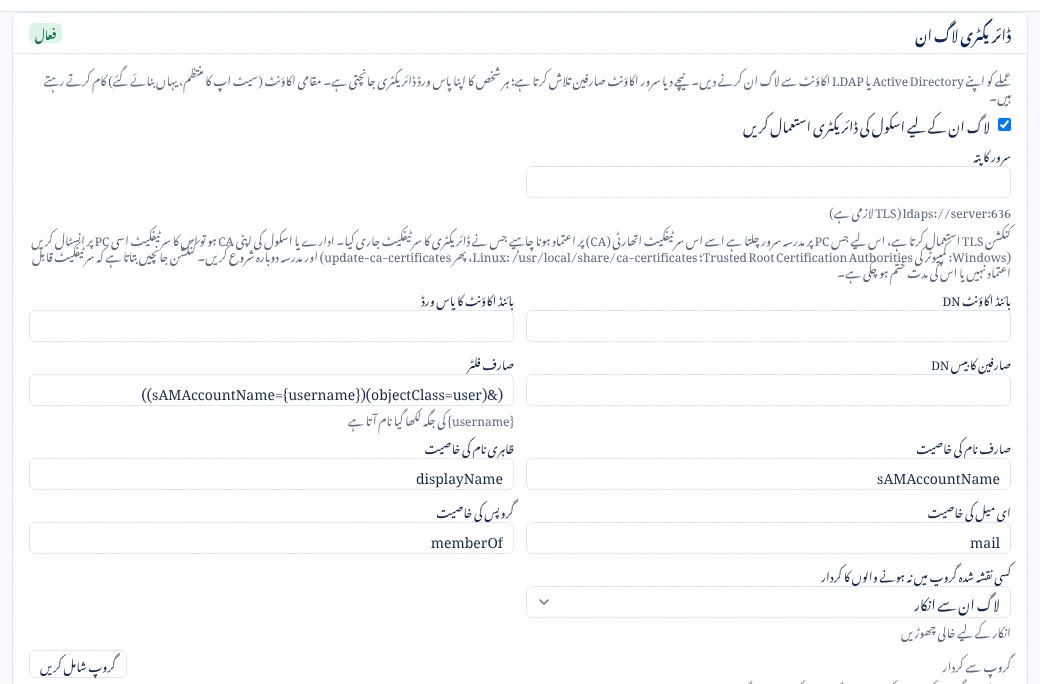 ڈائریکٹری لاگ ان
فعال
عملے کو اپنے Active Directory یا LDAP اکاؤنٹ سے لاگ ان کرنے دیں۔ نیچے دیا سرور اکاؤنٹ صارفین تلاش کرتا ہے؛ ہر شخص کا اپنا پاس ورڈ ڈائریکٹری جانچتی ہے۔ مقامی اکاؤنٹ (سیٹ اپ کا منتظم، یہاں بنائے گئے) کام کرتے رہتے
ہیں۔
لاگ ان کے لیے اسکول کی ڈائریکٹری استعمال کریں
سرور کا پتہ
ldaps://server:636 (TLS لازمی ہے)
کنکشن TLS استعمال کرتا ہے، اس لیے جس PC پر مدرسہ سرور چلتا ہے اسے اس سرٹیفکیٹ اتھارٹی (CA) پر اعتماد ہونا چاہیے جس نے ڈائریکٹری کا سرٹیفکیٹ جاری کیا۔ ادارے یا اسکول کی اپنی CA ہو تو اس کا سرٹیفکیٹ اسی PC پر انسٹال کریں
(Windows: کمپیوٹر کی Trusted Root Certification Authorities؛ Linux: /usr/local/share/ca-certificates، پھر update-ca-certificates) اور مدرسہ دوبارہ شروع کریں۔ کنکشن جانچیں بتاتا ہے کہ سرٹیفکیٹ قابل
اعتماد نہیں یا اس کی مدت ختم ہو چکی ہے۔
بائنڈ اکاؤنٹ DN
بائنڈ اکاؤنٹ کا پاس ورڈ
صارفین کا بیس DN
صارف فلٹر
(&(objectClass=user)(sAMAccountName={username}))
{username} کی جگہ لکھا گیا نام آتا ہے
صارف نام کی خاصیت
ظاہری نام کی خاصیت
sAMAccountName
displayName
ای میل کی خاصیت
گروپس کی خاصیت
mail
memberOf
کسی نقشہ شدہ گروپ میں نہ ہونے والوں کا کردار
لاگ ان سے انکار
انکار کے لیے خالی چھوڑیں
گروپ سے کردار
گروپ شامل کریں